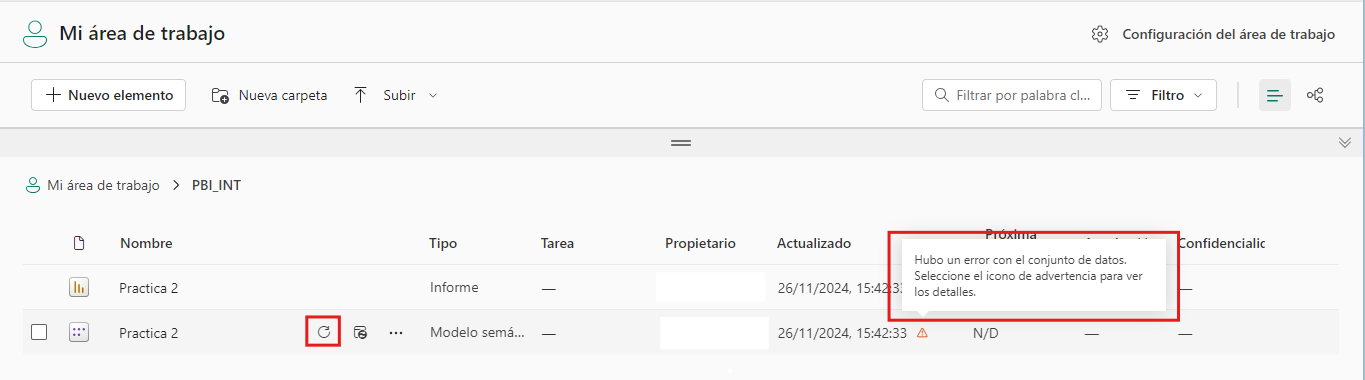 Mi área de trabajo
Configuración del área de trabajo
Nuevo elemento
Nueva carpeta
Subir
Filtrar por palabra cl...
Filtro
Mi área de trabajo > PBI_INT
Nombre
Tipo
Tarea
Propietario
Actualizado
Próxima
Confidencialid
Hubo un error con el conjunto de datos.
Seleccione el icono de advertencia para ver
los detalles.
Practica 2
Informe
—
26/11/2024, 15:42:33
—
Practica 2
Modelo semá...
—
26/11/2024, 15:42:33
N/D
—
—